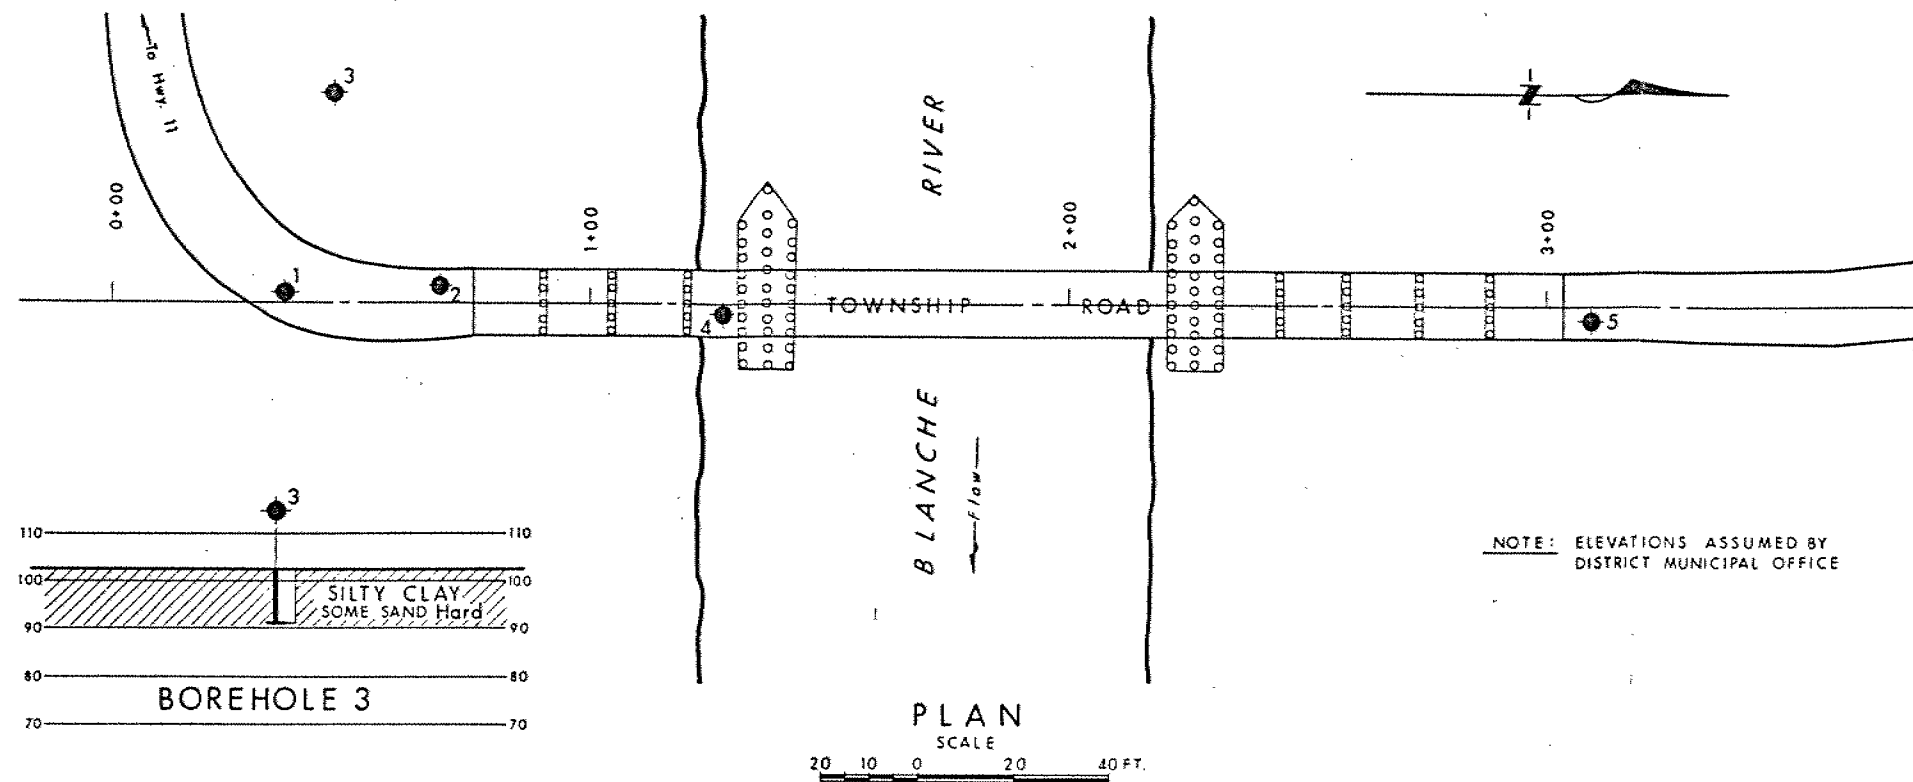 To Hwy. 11
3
RIVER
N
0+00
1+00
2+00
3+00
1
2
4
TOWNSHIP ROAD
5
BLANCHE
Flow
3
110 110
100 100
SILTY CLAY
SOME SAND Hard
90 90
80 80
BOREHOLE 3
70 70
NOTE: ELEVATIONS ASSUMED BY
DISTRICT MUNICIPAL OFFICE
PLAN
SCALE
20 10 0 20 40 FT.